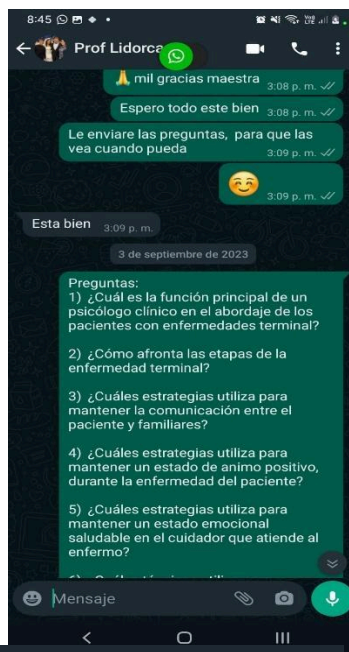 8:45
Prof Lidorca
🙏 mil gracias maestra 3:08 p. m.
Espero todo este bien 3:08 p. m.
Le enviare las preguntas, para que las
vea cuando pueda
3:09 p. m.
😊 3:09 p. m.
Esta bien 3:09 p. m.
3 de septiembre de 2023
Preguntas:
1) ¿Cuál es la función principal de un
psicólogo clínico en el abordaje de los
pacientes con enfermedades terminal?
2) ¿Cómo afronta las etapas de la
enfermedad terminal?
3) ¿Cuáles estrategias utiliza para
mantener la comunicación entre el
paciente y familiares?
4) ¿Cuáles estrategias utiliza para
mantener un estado de animo positivo,
durante la enfermedad del paciente?
5) ¿Cuáles estrategias utiliza para
mantener un estado emocional
saludable en el cuidador que atiende al
enfermo?
Mensaje